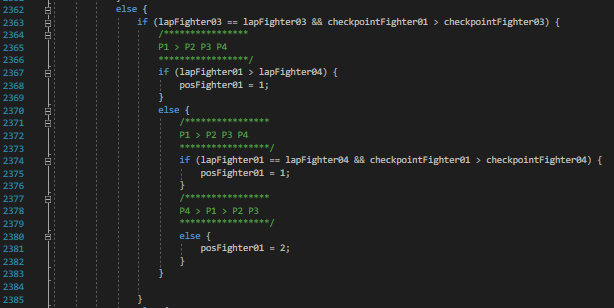 2362 else {
2363 if (lapFighter03 == lapFighter03 && checkpointFighter01 > checkpointFighter03) {
2364 /****************
2365 P1 > P2 P3 P4
2366 *****************/
2367 if (lapFighter01 > lapFighter04) {
2368 posFighter01 = 1;
2369 }
2370 else {
2371 /****************
2372 P1 > P2 P3 P4
2373 *****************/
2374 if (lapFighter01 == lapFighter04 && checkpointFighter01 > checkpointFighter04) {
2375 posFighter01 = 1;
2376 }
2377 /****************
2378 P4 > P1 > P2 P3
2379 *****************/
2380 else {
2381 posFighter01 = 2;
2382 }
2383 }
2384
2385 }